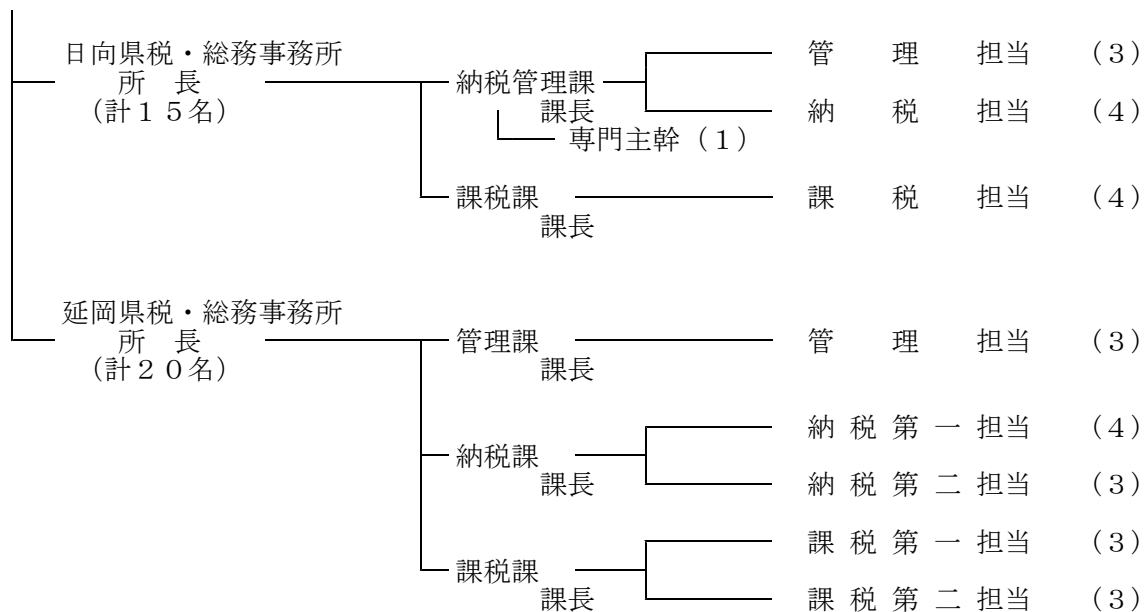 日向県税・総務事務所
所　長
(計１５名)
納税管理課
課長
専門主幹（１）
管　理　担当　（３）
納　税　担当　（４）
課税課
課長
課　税　担当　（４）
延岡県税・総務事務所
所　長
(計２０名)
管理課
課長
管　理　担当　（３）
納税課
課長
納 税 第 一 担当　（４）
納 税 第 二 担当　（３）
課税課
課長
課 税 第 一 担当　（３）
課 税 第 二 担当　（３）